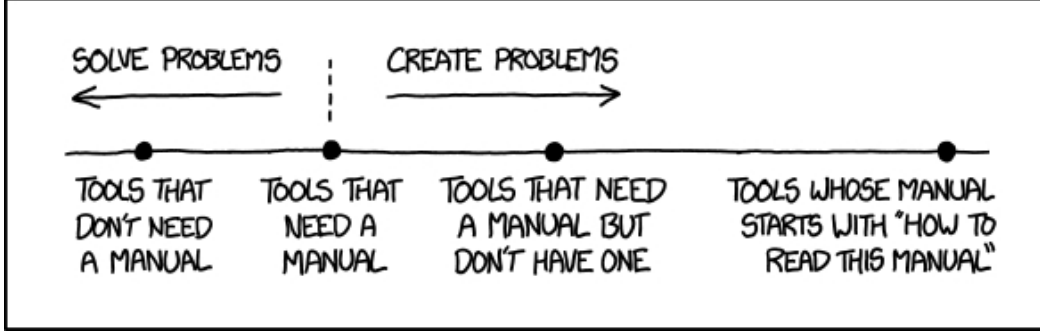 SOLVE PROBLEMS
CREATE PROBLEMS
TOOLS THAT
DON'T NEED
A MANUAL
TOOLS THAT
NEED A
MANUAL
TOOLS THAT NEED
A MANUAL BUT
DON'T HAVE ONE
TOOLS WHOSE MANUAL
STARTS WITH "HOW TO
READ THIS MANUAL"